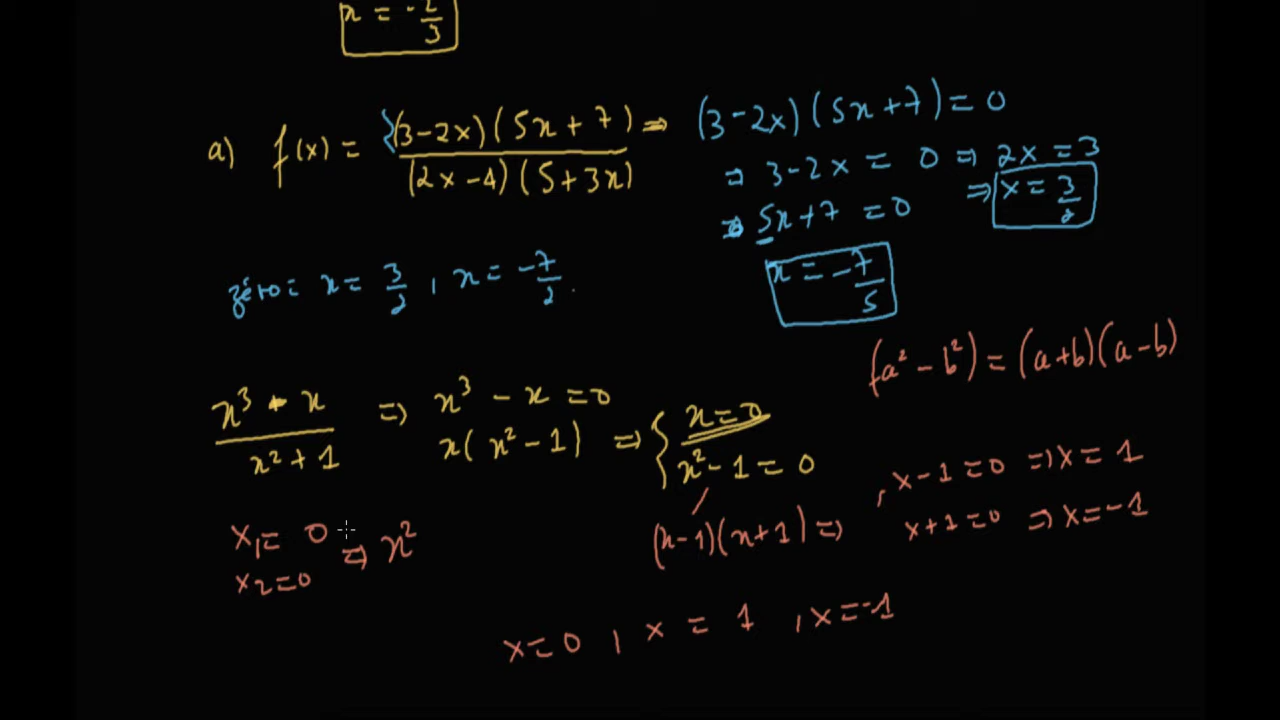 x = -2/3
a) f(x) = (3-2x)(5x+7) / (2x-4)(5+3x) ⇒ (3-2x)(5x+7) = 0
⇒ 3-2x = 0 ⇒ 2x = 3
⇒ x = 3/2
⇒ 5x+7 = 0
x = -7/5
zéro = x = 3/2 , x = -7/2 .
(a² - b²) = (a+b)(a-b)
x³ - x / x² + 1 ⇒ x³ - x = 0
x( x² - 1) ⇒ { x = 0
x² - 1 = 0
(x-1)(x+1) ⇒ , x-1 = 0 ⇒ x = 1
x+1 = 0 ⇒ x = -1
x₁ = 0
x₂ = 0 ⇒ x²
x = 0 , x = 1 , x = -1